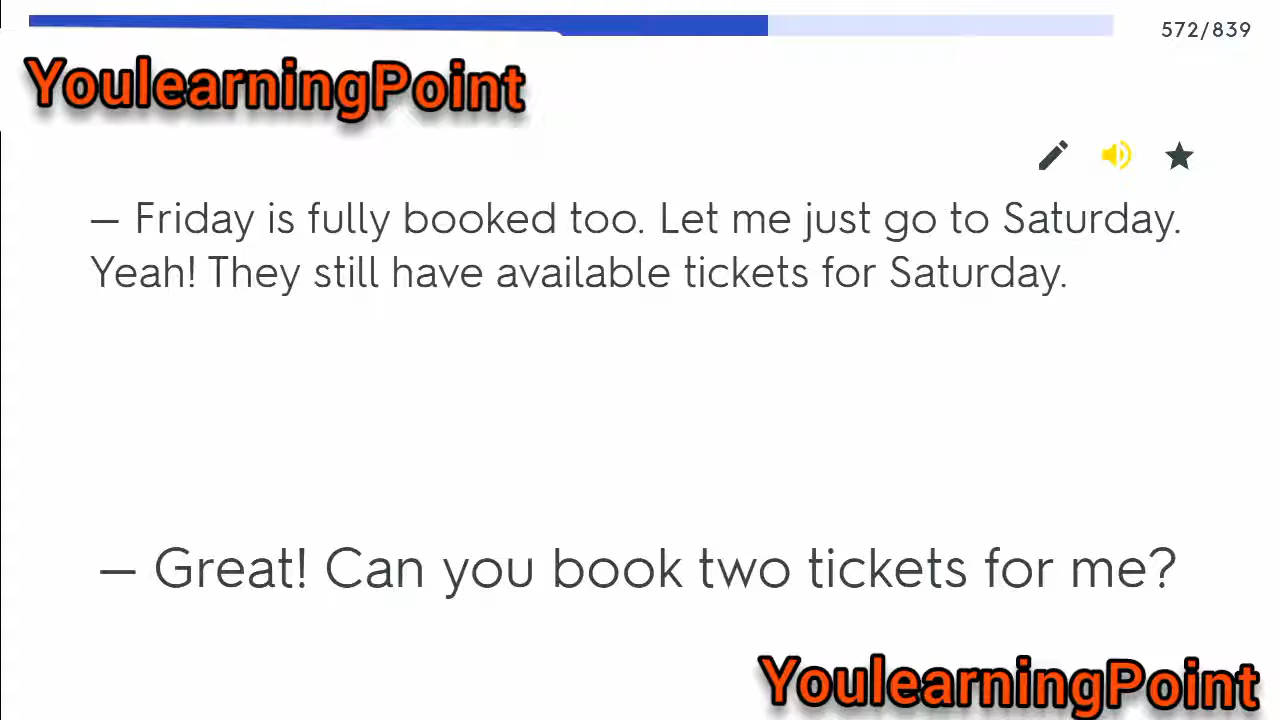 572/839
YoulearningPoint
– Friday is fully booked too. Let me just go to Saturday.
Yeah! They still have available tickets for Saturday.
– Great! Can you book two tickets for me?
YoulearningPoint